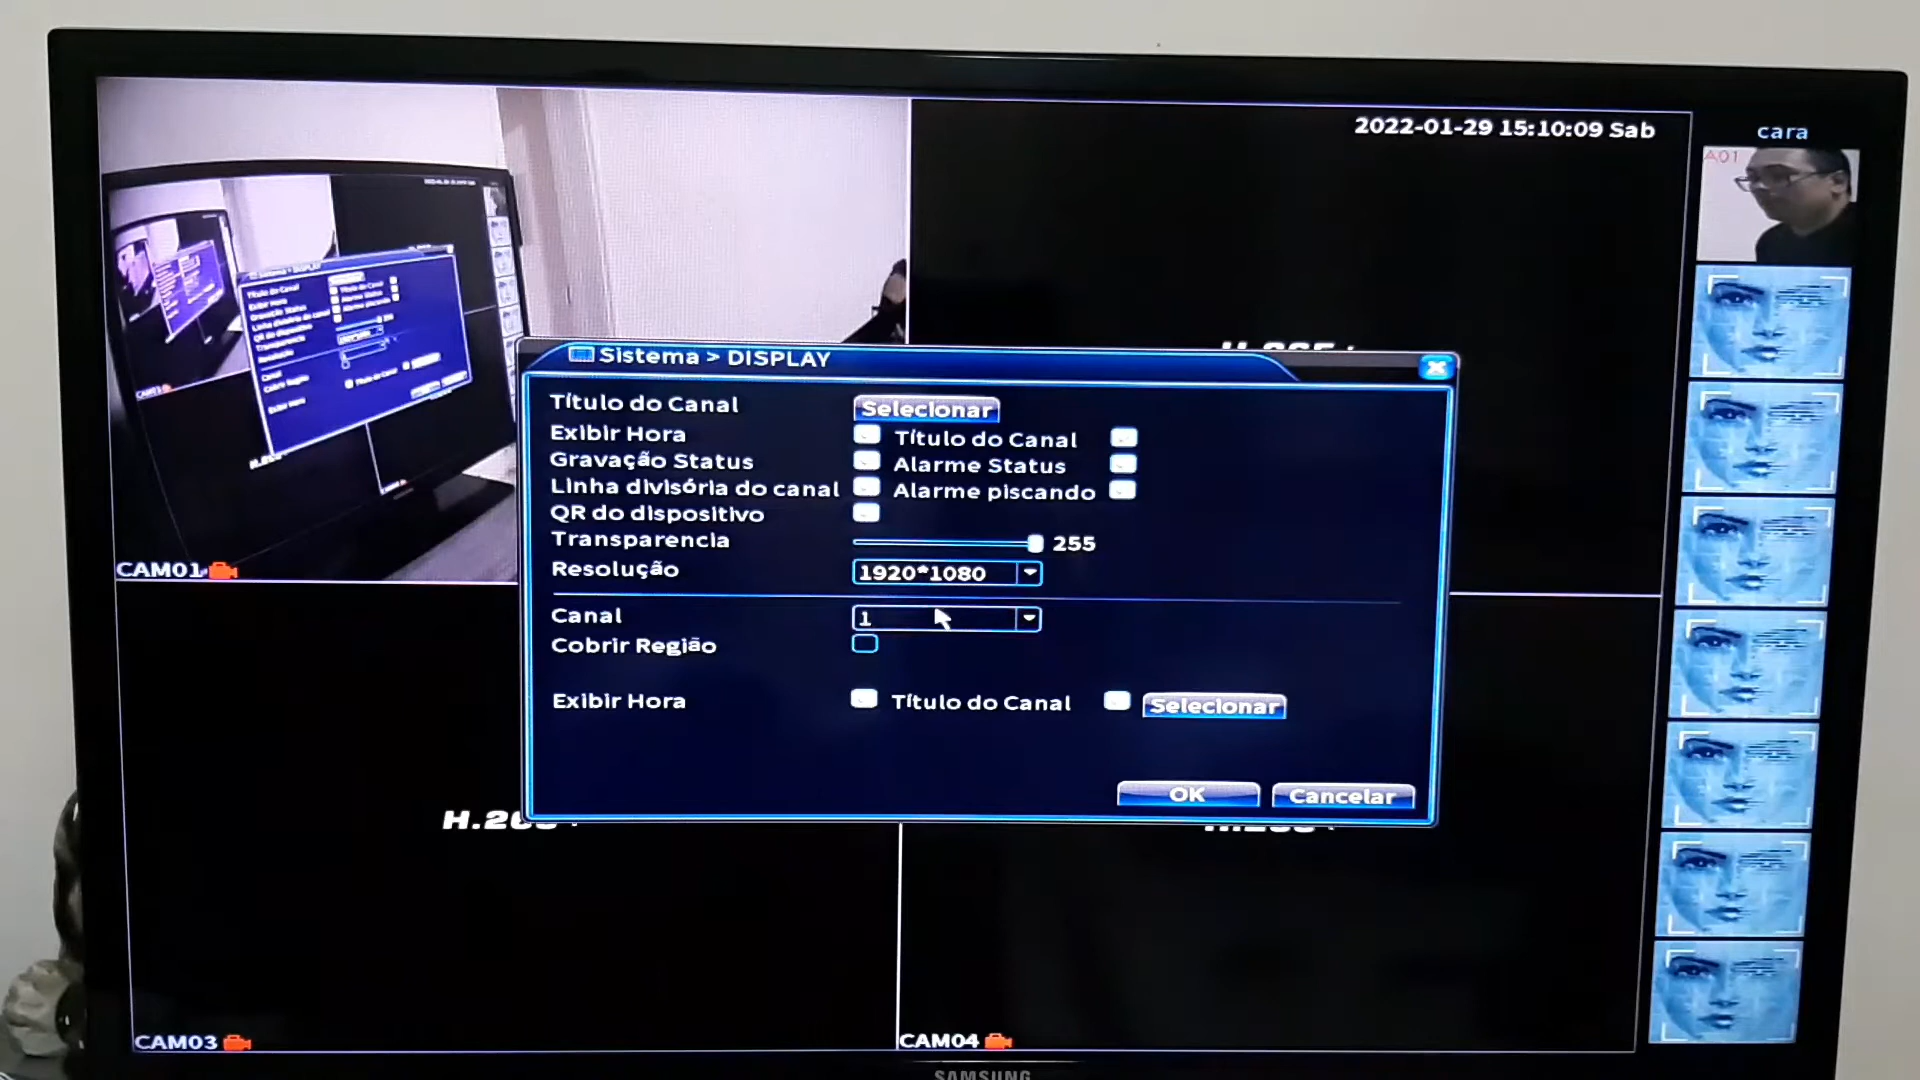 2022-01-29 15:10:09 Sab
cara
A01
Sistema > DISPLAY
Título do Canal Selecionar
Exibir Hora Título do Canal
Gravação Status Alarme Status
Linha divisória do canal Alarme piscando
QR do dispositivo
Transparencia 255
Resolução 1920*1080
Canal 1
Cobrir Região
Exibir Hora Título do Canal Selecionar
OK Cancelar
CAM01
CAM03
CAM04
SAMSUNG